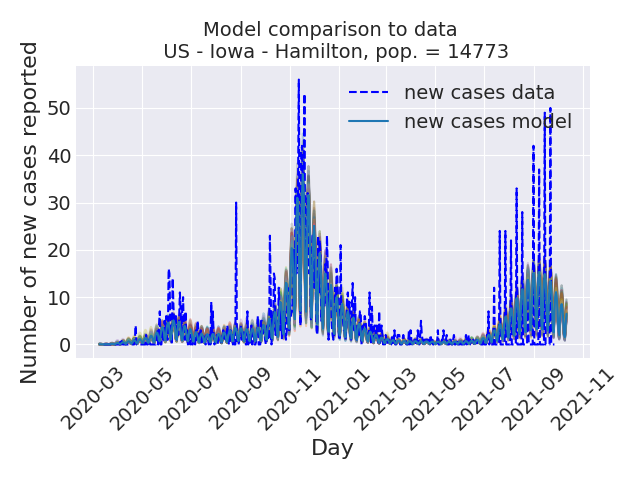 Model comparison to data
US - Iowa - Hamilton, pop. = 14773
new cases data
new cases model
Number of new cases reported
50
40
30
20
10
0
2020-03
2020-05
2020-07
2020-09
2020-11
2021-01
2021-03
2021-05
2021-07
2021-09
2021-11
Day